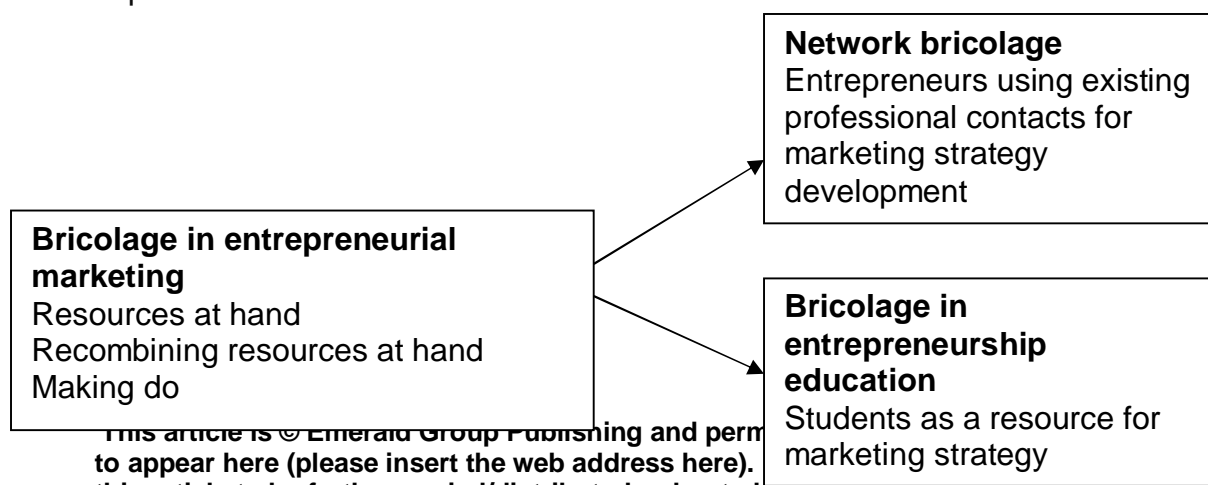 Network bricolage
Entrepreneurs using existing
professional contacts for
marketing strategy
development
Bricolage in entrepreneurial
marketing
Resources at hand
Recombining resources at hand
Making do
Bricolage in
entrepreneurship
education
Students as a resource for
marketing strategy
This article is © Emerald Group Publishing and perm
to appear here (please insert the web address here).